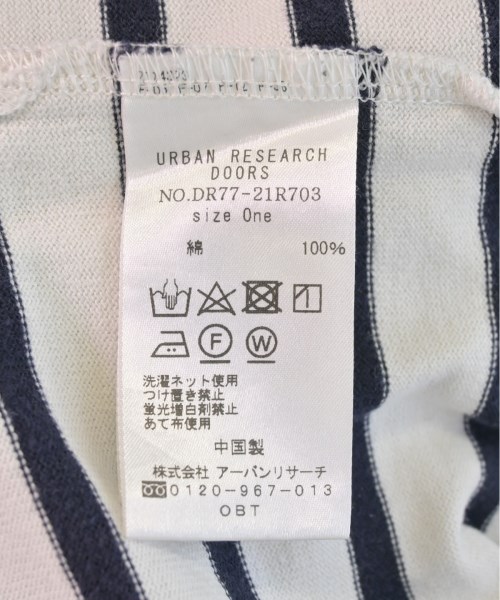 URBAN RESEARCH
DOORS
NO.DR77-21R703
size One
綿 100%
F
W
洗濯ネット使用
つけ置き禁止
蛍光増白剤禁止
あて布使用
中国製
株式会社 アーバンリサーチ
0120-967-013
OBT